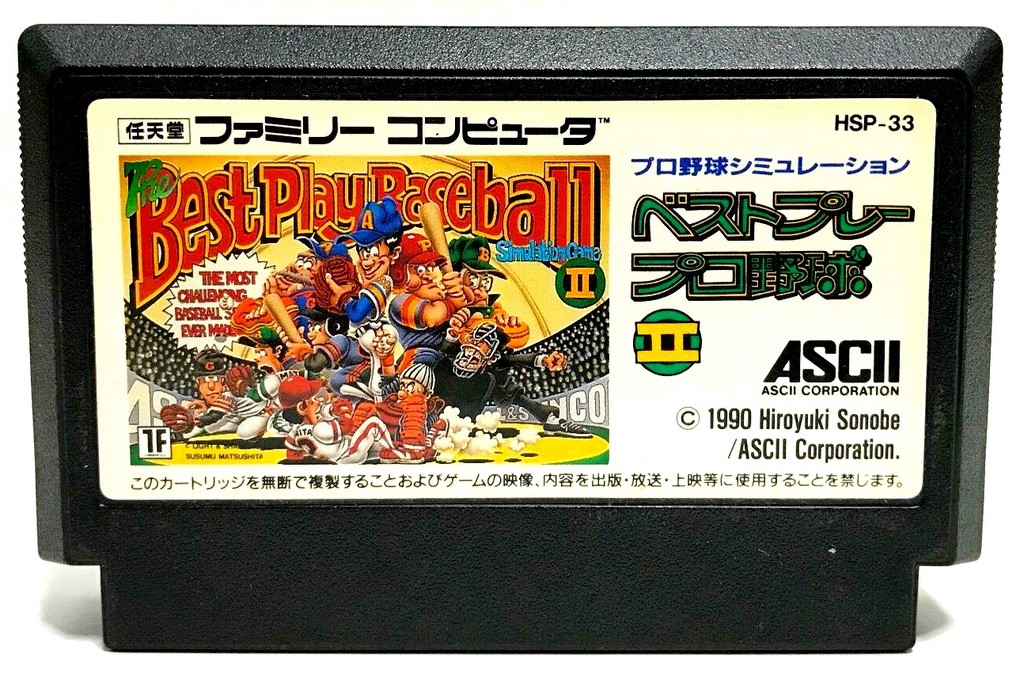 任天堂 ファミリー コンピュータ™
HSP-33
The
Best Play Baseball
Simulation Game
II
THE MOST
CHALLENGING
BASEBALL
EVER MADE
1F
SUSUMU MATSUSHITA
プロ野球シミュレーション
ベストプレー
プロ野球
II
ASCII
ASCII CORPORATION
© 1990 Hiroyuki Sonobe
/ASCII Corporation.
このカートリッジを無断で複製することおよびゲームの映像、内容を出版・放送・上映等に使用することを禁じます。